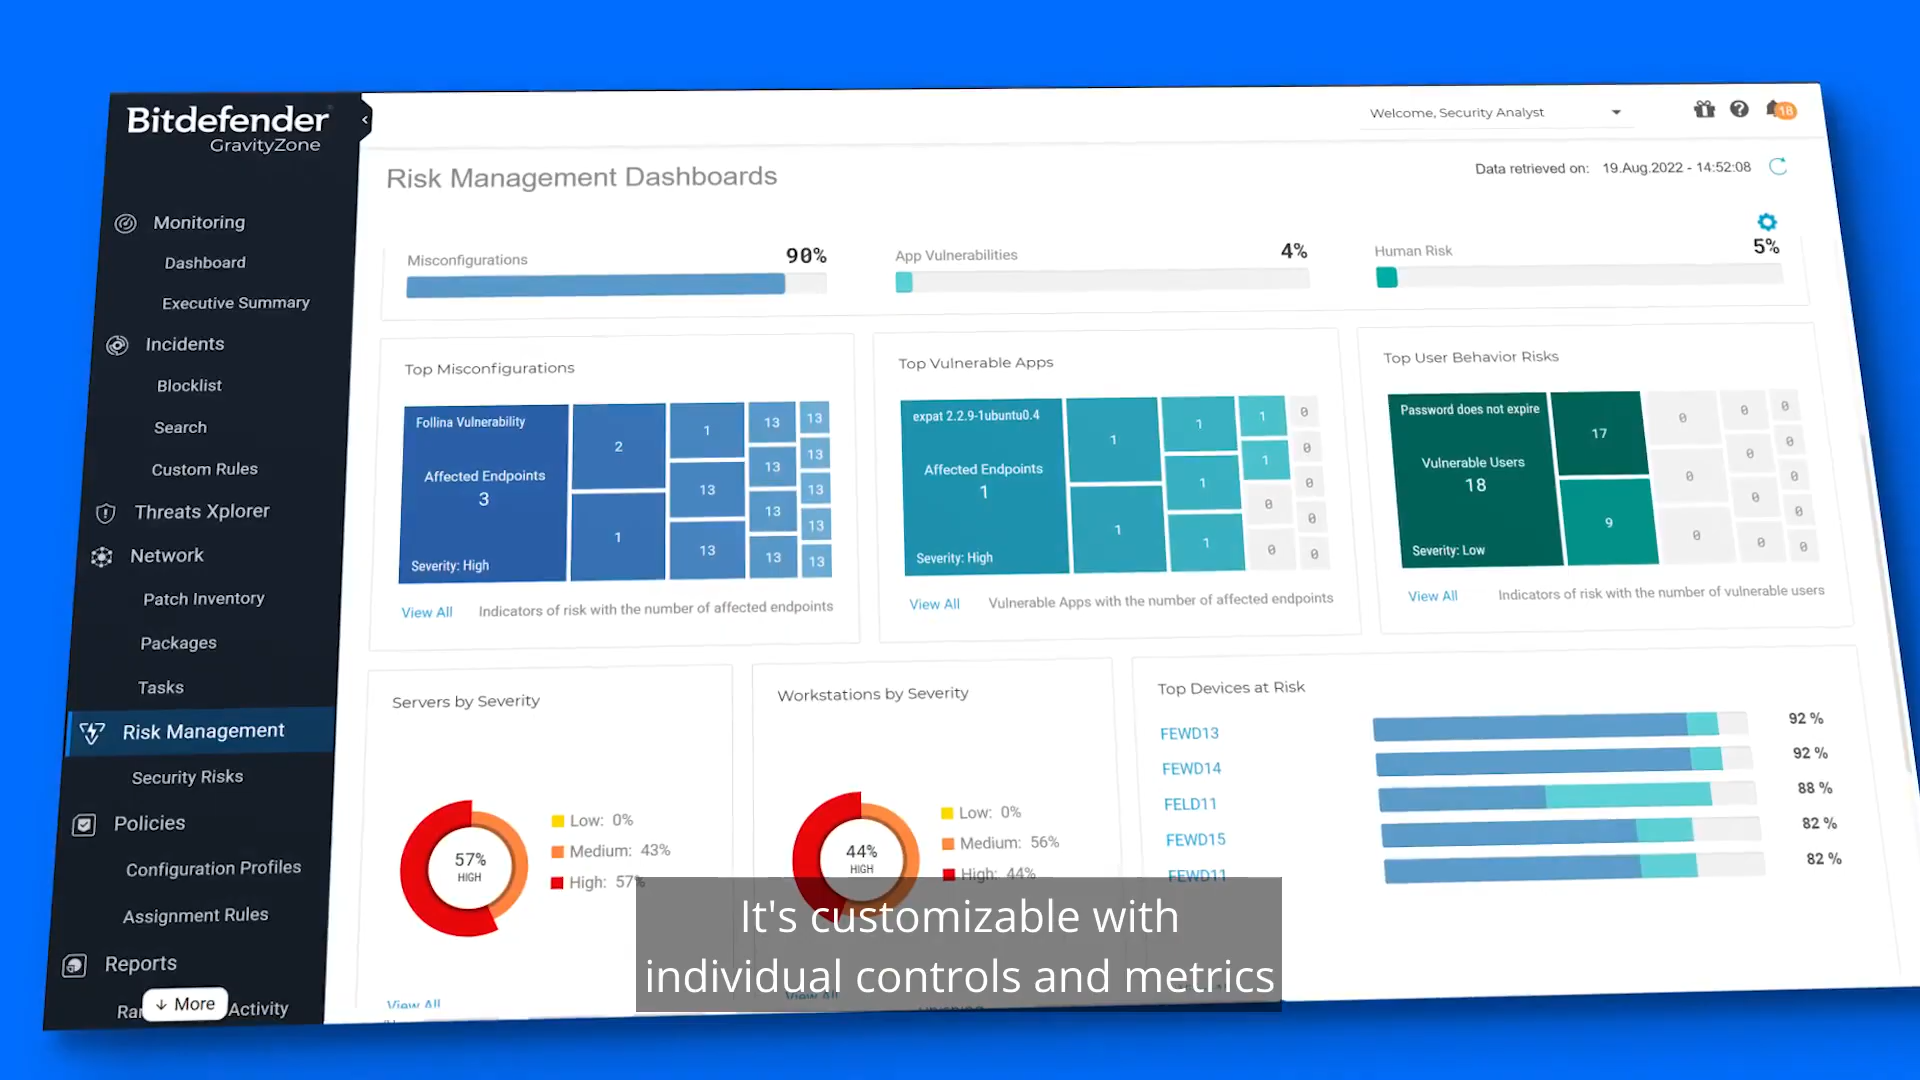 Bitdefender
GravityZone
Welcome, Security Analyst
18
Risk Management Dashboards
Data retrieved on: 19.Aug.2022 - 14:52:08
Monitoring
Dashboard
Executive Summary
Incidents
Blocklist
Search
Custom Rules
Threats Xplorer
Network
Patch Inventory
Packages
Tasks
Risk Management
Security Risks
Policies
Configuration Profiles
Assignment Rules
Reports
More
Activity
Misconfigurations 90%
App Vulnerabilities 4%
Human Risk 5%
Top Misconfigurations
Follina Vulnerability
Affected Endpoints
3
Severity: High
2
1
1
13
13
13
13
13
13
13
13
13
13
13
View All Indicators of risk with the number of affected endpoints
Top Vulnerable Apps
expat 2.2.9-1ubuntu0.4
Affected Endpoints
1
Severity: High
1
1
1
1
1
1
1
0
0
0
0
0
0
0
View All Vulnerable Apps with the number of affected endpoints
Top User Behavior Risks
Password does not expire
Vulnerable Users
18
Severity: Low
17
9
0
0
0
0
0
0
0
0
0
0
0
0
View All Indicators of risk with the number of vulnerable users
Servers by Severity
57%
HIGH
Low: 0%
Medium: 43%
High: 57%
View All
Workstations by Severity
44%
HIGH
Low: 0%
Medium: 56%
High: 44%
View All
Top Devices at Risk
FEWD13 92 %
FEWD14 92 %
FELD11 88 %
FEWD15 82 %
FEWD11 82 %
It's customizable with
individual controls and metrics